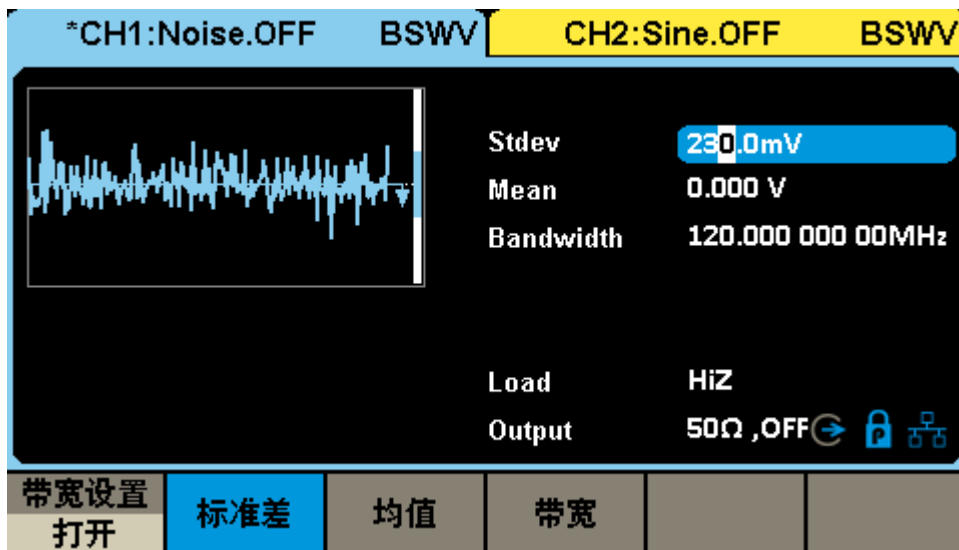 *CH1:Noise.OFF BSWV CH2:Sine.OFF BSWV
Stdev 230.0mV
Mean 0.000 V
Bandwidth 120.000 000 00MHz
Load HiZ
Output 50Ω ,OFF P
带宽设置
打开
标准差 均值 带宽